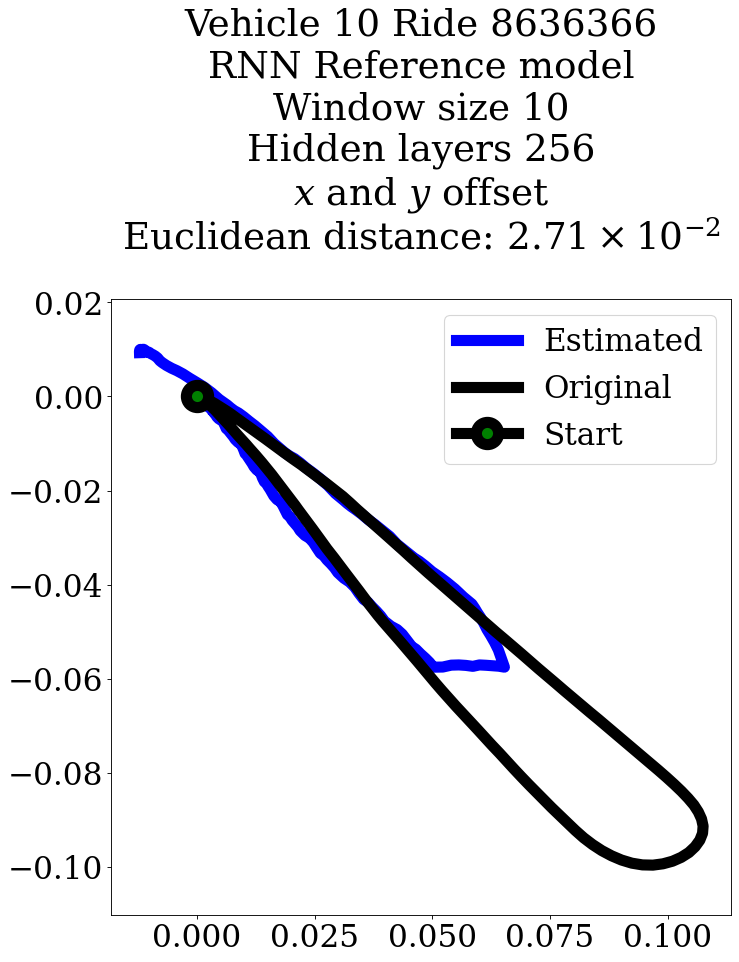 Vehicle 10 Ride 8636366
RNN Reference model
Window size 10
Hidden layers 256
x and y offset
Euclidean distance: 2.71 × 10⁻²
0.02
0.00
−0.02
−0.04
−0.06
−0.08
−0.10
Estimated
Original
Start
0.000 0.025 0.050 0.075 0.100